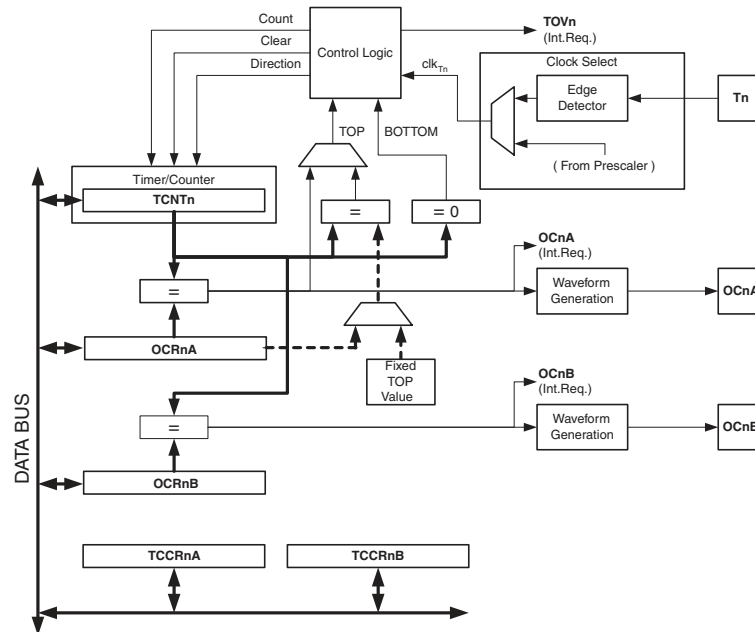 Count
Clear
Direction
Control Logic
TOVn
(Int.Req.)
clkTn
Clock Select
Edge
Detector
Tn
( From Prescaler )
TOP
BOTTOM
Timer/Counter
TCNTn
=
= 0
OCnA
(Int.Req.)
=
Waveform
Generation
OCnA
OCRnA
Fixed
TOP
Value
OCnB
(Int.Req.)
=
Waveform
Generation
OCnB
OCRnB
DATA BUS
TCCRnA
TCCRnB